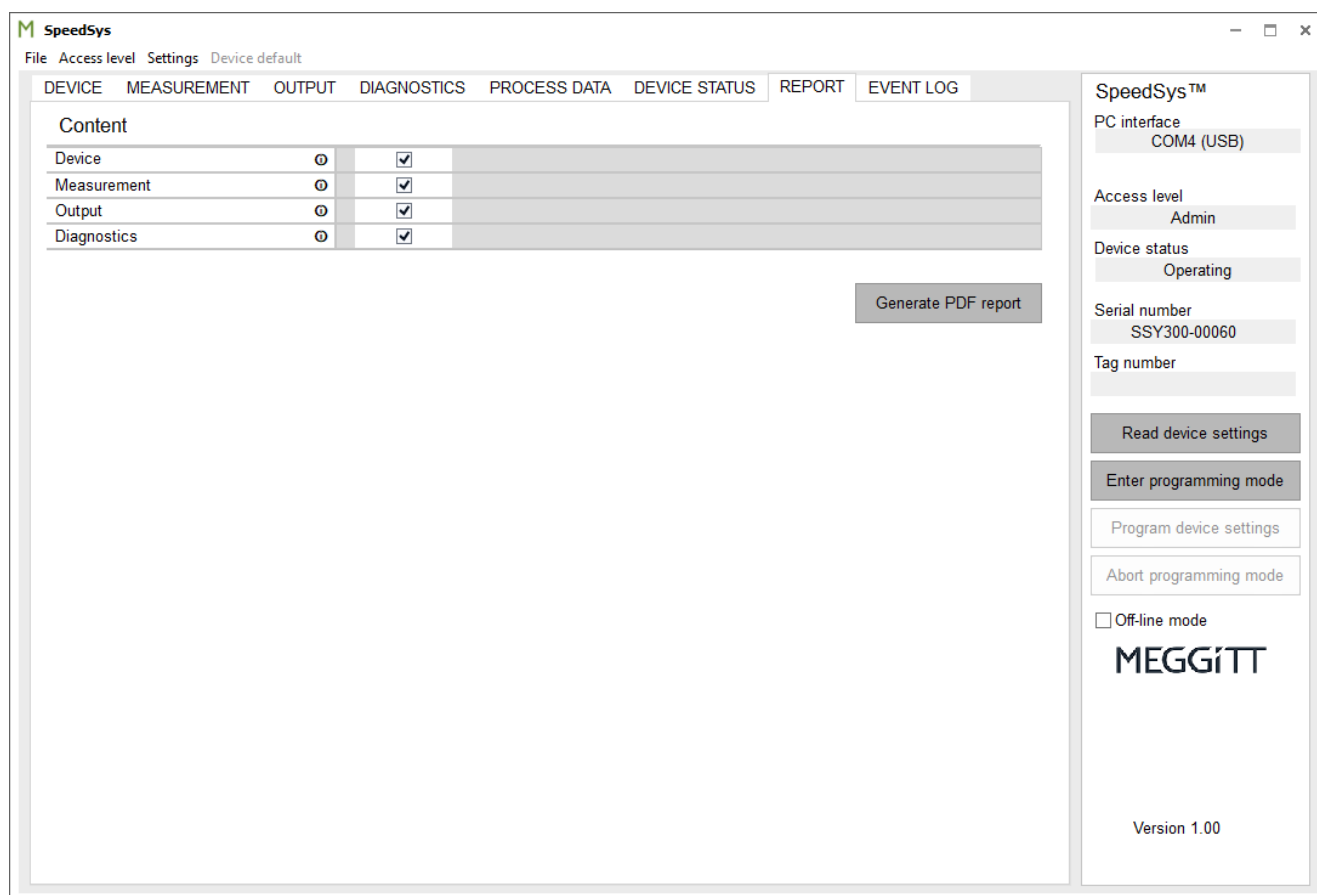 SpeedSys
File Access level Settings Device default
DEVICE MEASUREMENT OUTPUT DIAGNOSTICS PROCESS DATA DEVICE STATUS REPORT EVENT LOG
Content
Device
Measurement
Output
Diagnostics
Generate PDF report
SpeedSys™
PC interface
COM4 (USB)
Access level
Admin
Device status
Operating
Serial number
SSY300-00060
Tag number
Read device settings
Enter programming mode
Program device settings
Abort programming mode
Off-line mode
MEGGiTT
Version 1.00